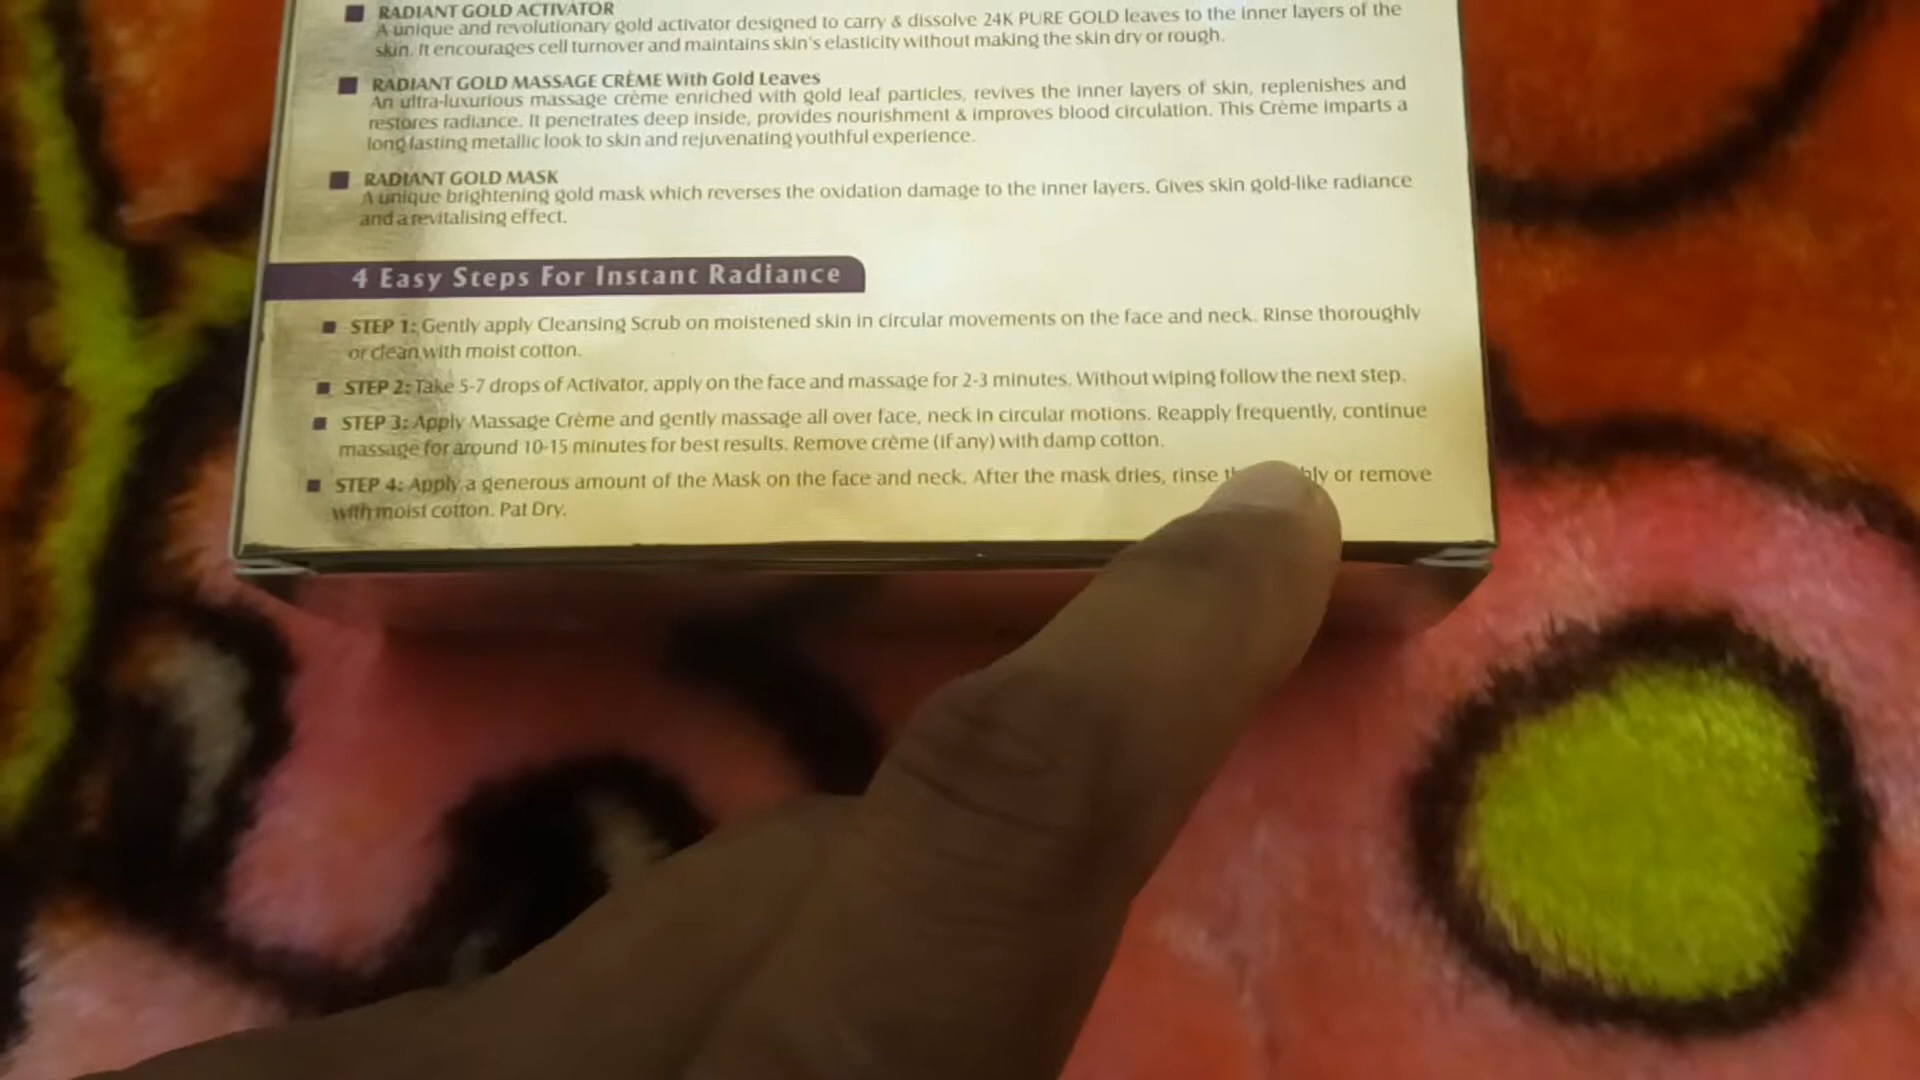 RADIANT GOLD ACTIVATOR
A unique and revolutionary gold activator designed to carry & dissolve 24K PURE GOLD leaves to the inner layers of the
skin. It encourages cell turnover and maintains skin's elasticity without making the skin dry or rough.
RADIANT GOLD MASSAGE CRÈME With Gold Leaves
An ultra-luxurious massage crème enriched with gold leaf particles, revives the inner layers of skin, replenishes and
restores radiance. It penetrates deep inside, provides nourishment & improves blood circulation. This Crème imparts a
long lasting metallic look to skin and rejuvenating youthful experience.
RADIANT GOLD MASK
A unique brightening gold mask which reverses the oxidation damage to the inner layers. Gives skin gold-like radiance
and a revitalising effect.
4 Easy Steps For Instant Radiance
STEP 1: Gently apply Cleansing Scrub on moistened skin in circular movements on the face and neck. Rinse thoroughly
or clean with moist cotton.
STEP 2: Take 5-7 drops of Activator, apply on the face and massage for 2-3 minutes. Without wiping follow the next step.
STEP 3: Apply Massage Crème and gently massage all over face, neck in circular motions. Reapply frequently, continue
massage for around 10-15 minutes for best results. Remove crème (if any) with damp cotton.
STEP 4: Apply a generous amount of the Mask on the face and neck. After the mask dries, rinse or remove
with moist cotton. Pat Dry.